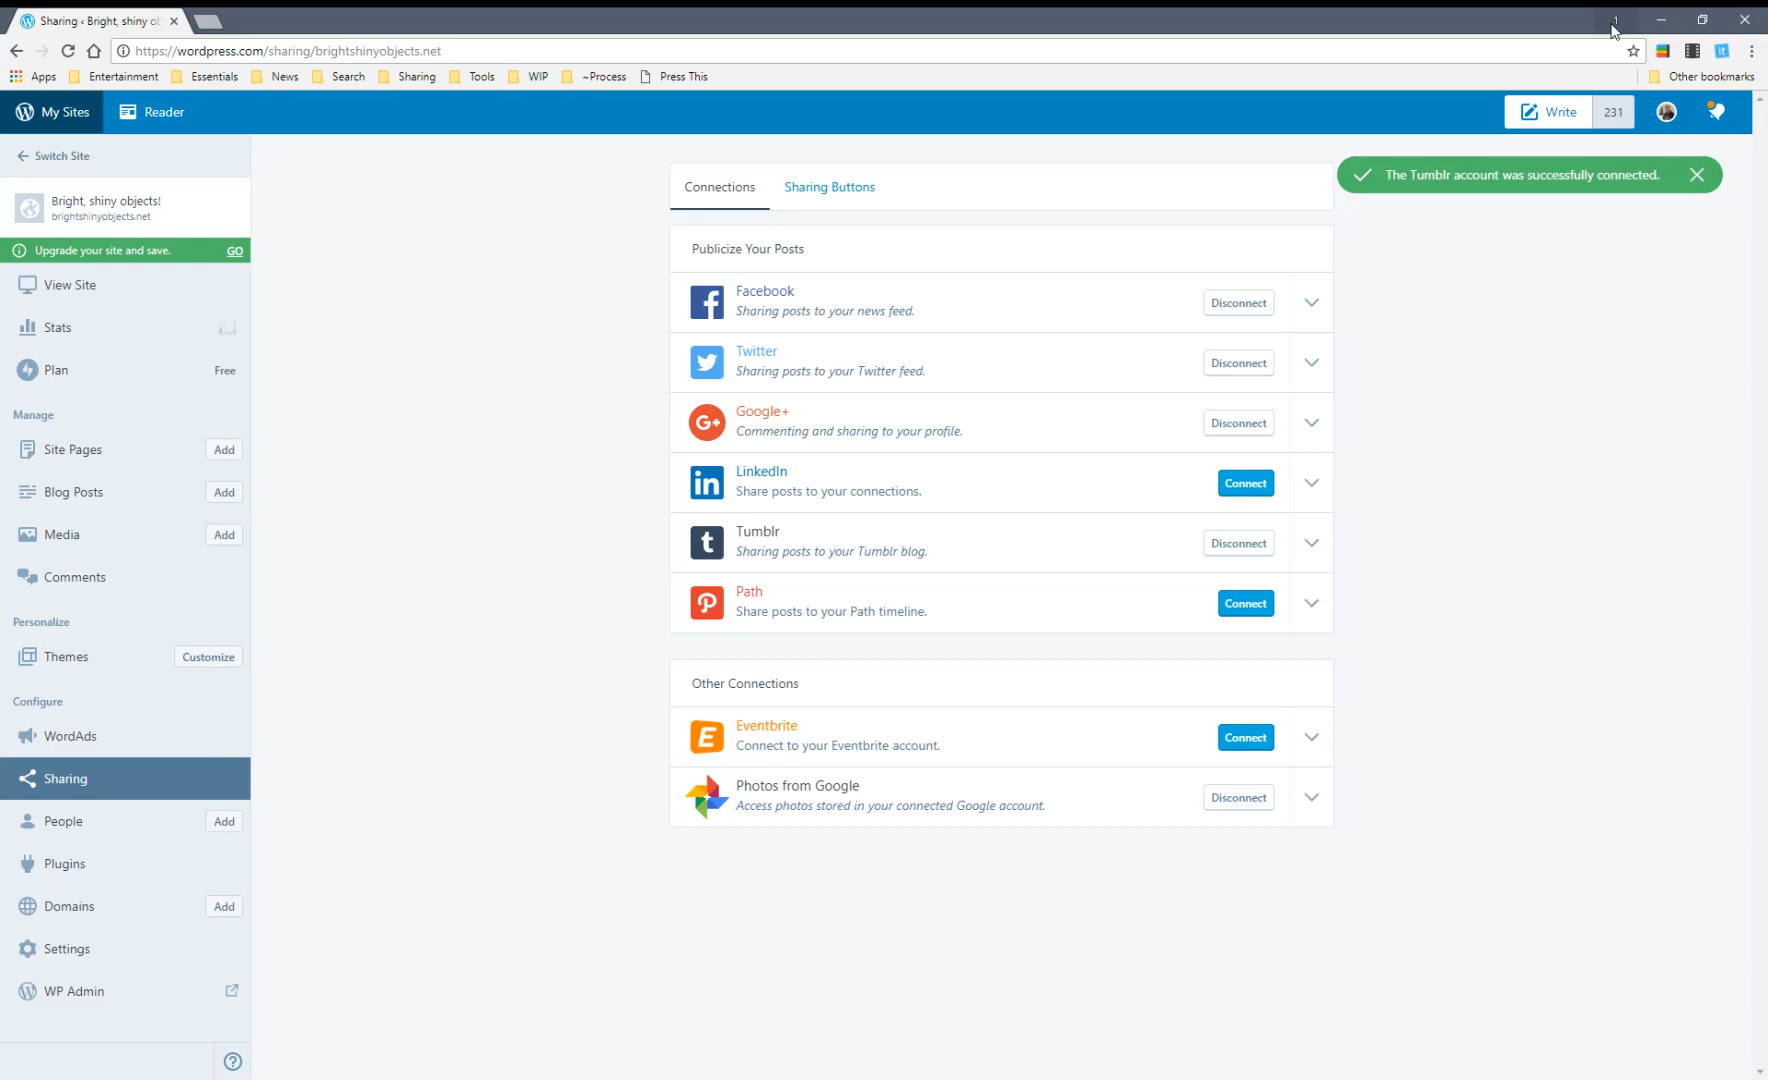 Sharing ‹ Bright, shiny ob
1
https://wordpress.com/sharing/brightshinyobjects.net
Apps Entertainment Essentials News Search Sharing Tools WIP ~Process Press This Other bookmarks
My Sites Reader Write 231
Switch Site
Bright, shiny objects!
brightshinyobjects.net
Upgrade your site and save. GO
View Site
Stats
Plan Free
Manage
Site Pages Add
Blog Posts Add
Media Add
Comments
Personalize
Themes Customize
Configure
WordAds
Sharing
People Add
Plugins
Domains Add
Settings
WP Admin
Connections Sharing Buttons
The Tumblr account was successfully connected.
Publicize Your Posts
Facebook
Sharing posts to your news feed.
Disconnect
Twitter
Sharing posts to your Twitter feed.
Disconnect
G+
Google+
Commenting and sharing to your profile.
Disconnect
in
LinkedIn
Share posts to your connections.
Connect
Tumblr
Sharing posts to your Tumblr blog.
Disconnect
Path
Share posts to your Path timeline.
Connect
Other Connections
Eventbrite
Connect to your Eventbrite account.
Connect
Photos from Google
Access photos stored in your connected Google account.
Disconnect